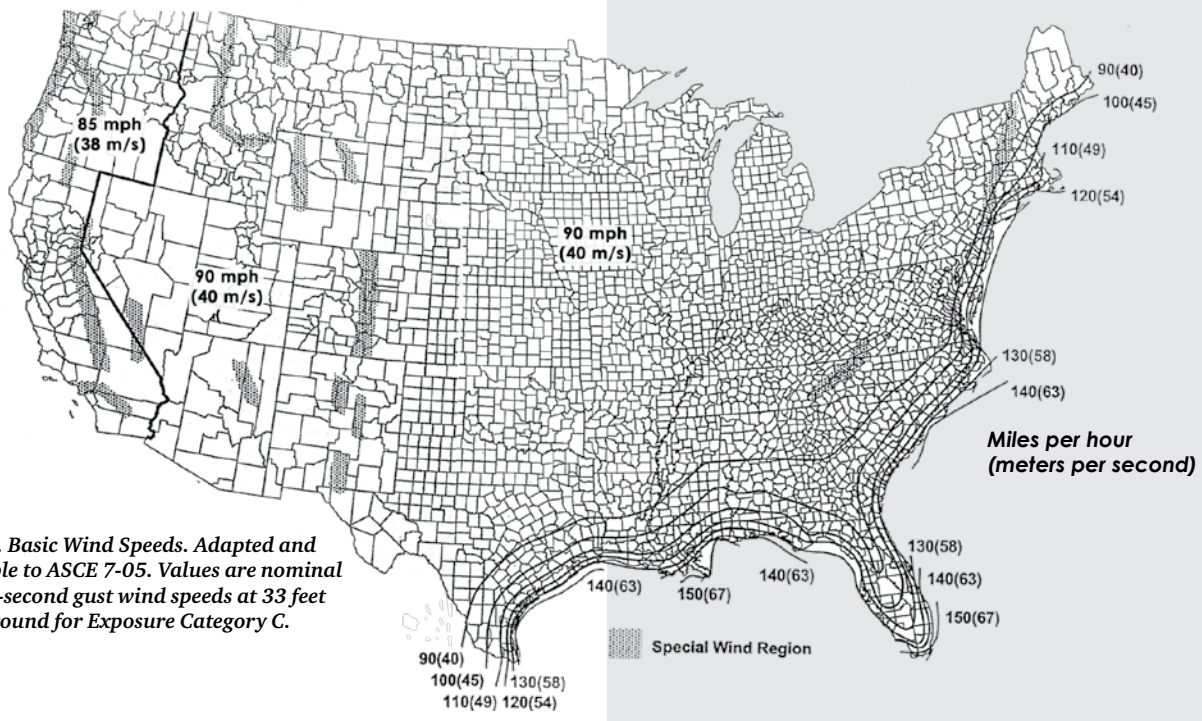 90(40)
100(45)
85 mph
(38 m/s)
110(49)
120(54)
90 mph
(40 m/s)
90 mph
(40 m/s)
130(58)
140(63)
Miles per hour
(meters per second)
. Basic Wind Speeds. Adapted and
ble to ASCE 7-05. Values are nominal
-second gust wind speeds at 33 feet
round for Exposure Category C.
130(58)
140(63)
150(67)
140(63)
150(67)
140(63)
Special Wind Region
90(40)
100(45)
130(58)
110(49) 120(54)